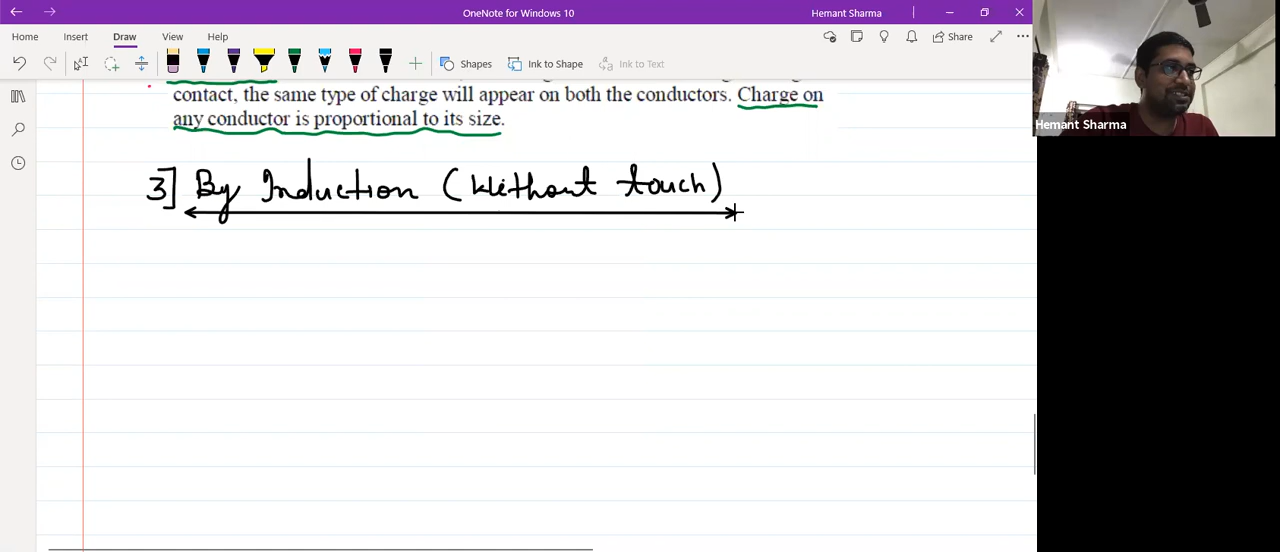 OneNote for Windows 10
Hemant Sharma
Home Insert Draw View Help
Share
Shapes Ink to Shape Ink to Text
contact, the same type of charge will appear on both the conductors. Charge on
any conductor is proportional to its size.
Hemant Sharma
3] By Induction (Without touch)